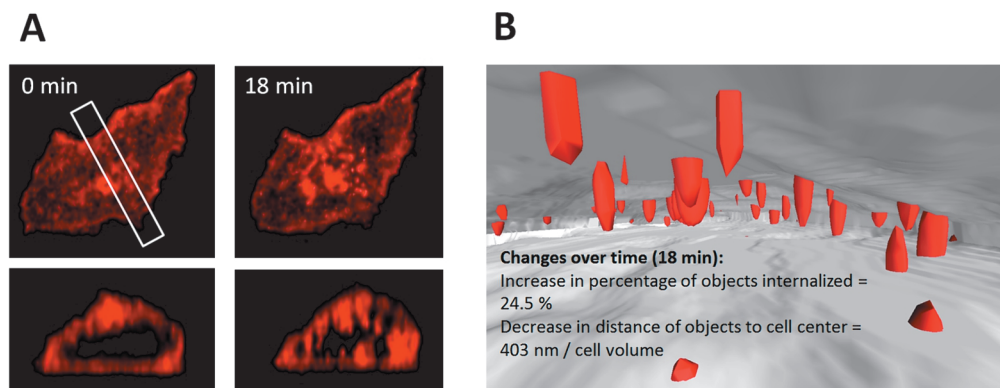 A
B
0 min
18 min
Changes over time (18 min):
Increase in percentage of objects internalized =
24.5 %
Decrease in distance of objects to cell center =
403 nm / cell volume